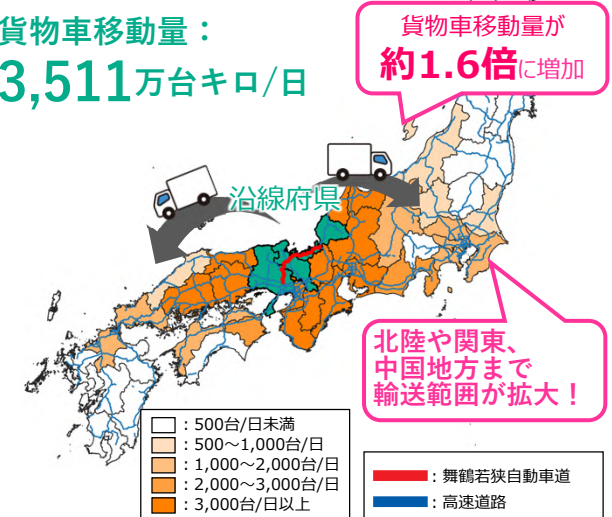 貨物車移動量：
3,511万台キロ/日
貨物車移動量が
約1.6倍に増加
沿線府県
北陸や関東、
中国地方まで
輸送範囲が拡大！
：500台/日未満
：500～1,000台/日
：1,000～2,000台/日
：2,000～3,000台/日
：3,000台/日以上
：舞鶴若狭自動車道
：高速道路